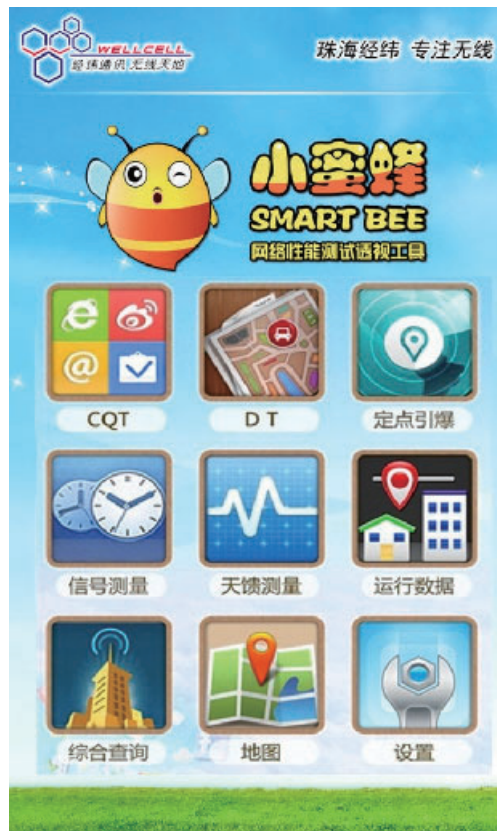 WELLCELL
经纬通讯 无线天地
珠海经纬 专注无线
小蜜蜂
SMART BEE
网络性能测试透视工具
CQT
D T
定点引爆
信号测量
天馈测量
运行数据
综合查询
地图
设置